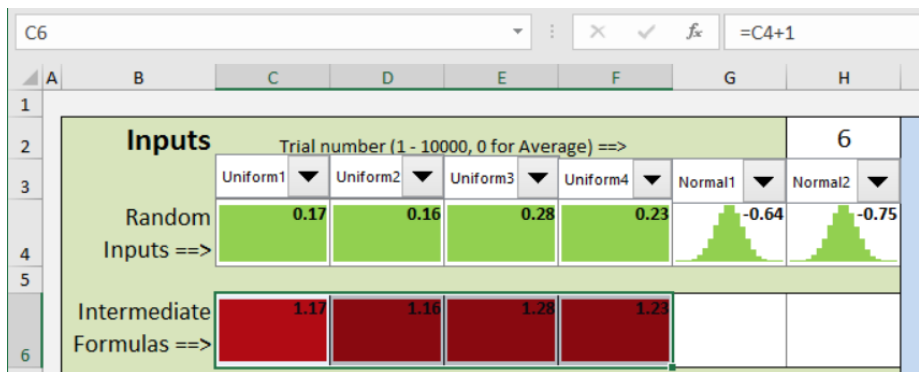 C6 fx =C4+1
A B C D E F G H
1
2 Inputs Trial number (1 - 10000, 0 for Average) ==> 6
3 Uniform1 Uniform2 Uniform3 Uniform4 Normal1 Normal2
Random 0.17 0.16 0.28 0.23 -0.64 -0.75
4 Inputs ==>
5
Intermediate 1.17 1.16 1.28 1.23
6 Formulas ==>